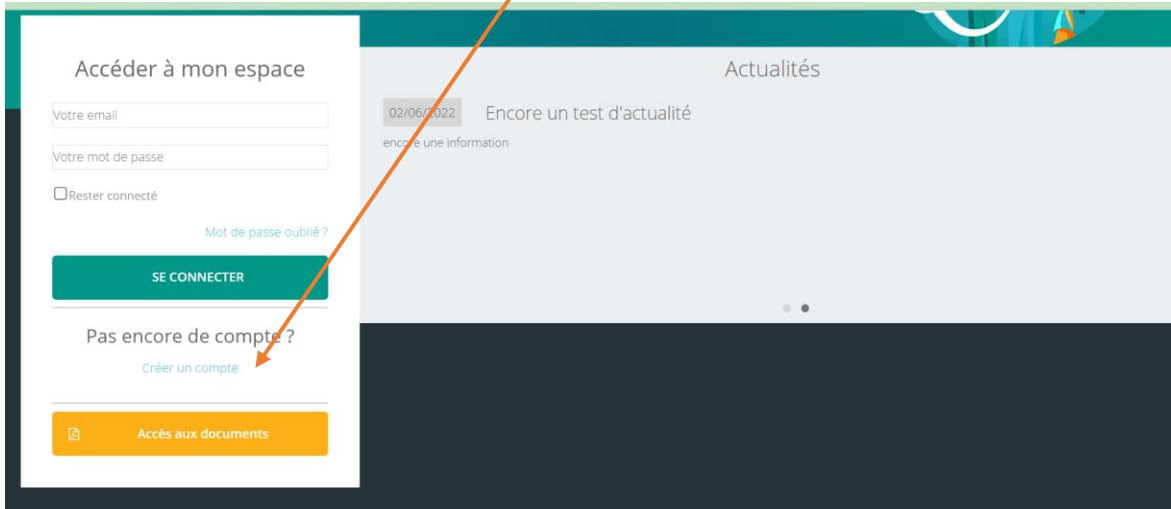 Accéder à mon espace
Votre email
Votre mot de passe
Rester connecté
Mot de passe oublié ?
SE CONNECTER
Pas encore de compte ?
Créer un compte
Accès aux documents
Actualités
02/06/2022 Encore un test d'actualité
encore une information